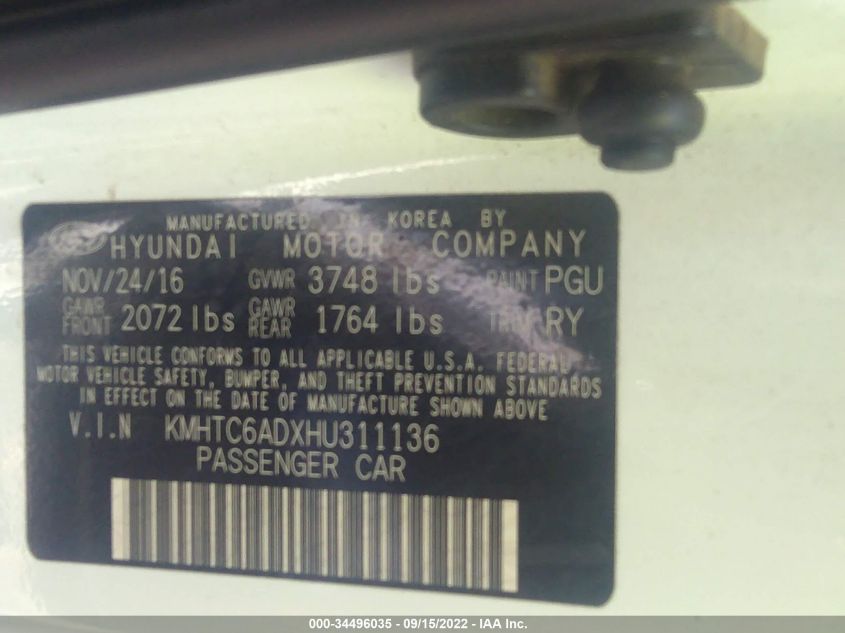 MANUFACTURED IN KOREA BY
HYUNDAI MOTOR COMPANY
NOV/24/16 GVWR 3748 lbs PAINT PGU
GAWR FRONT 2072 lbs GAWR REAR 1764 lbs TRIM RY
THIS VEHICLE CONFORMS TO ALL APPLICABLE U.S.A. FEDERAL
MOTOR VEHICLE SAFETY, BUMPER, AND THEFT PREVENTION STANDARDS
IN EFFECT ON THE DATE OF MANUFACTURE SHOWN ABOVE
V.I.N KMHTC6ADXHU311136
PASSENGER CAR
000-34496035 - 09/15/2022 - IAA Inc.